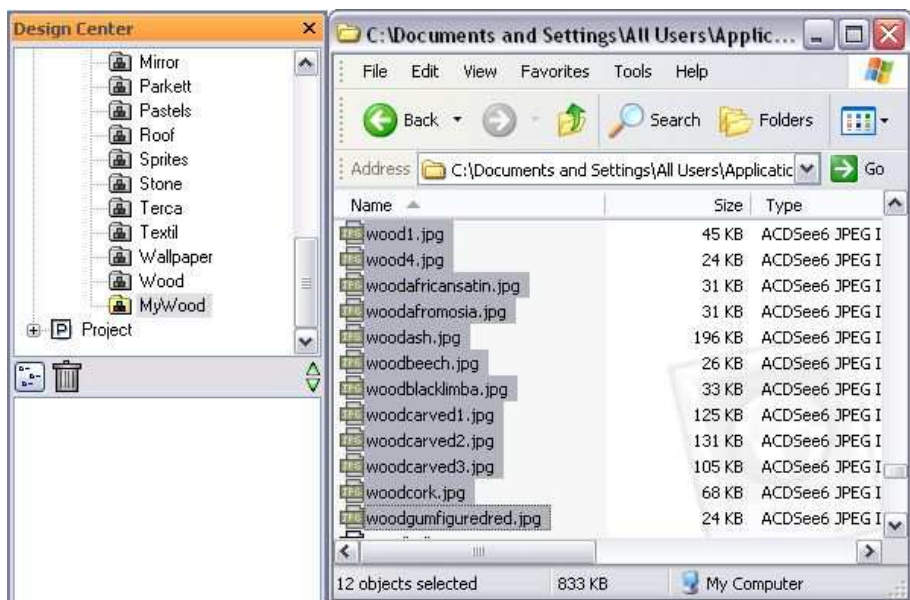 Design Center
Mirror
Parkett
Pastels
Roof
Sprites
Stone
Terca
Textil
Wallpaper
Wood
MyWood
P Project
C:\Documents and Settings\All Users\Applic...
File Edit View Favorites Tools Help
Back Search Folders
Address C:\Documents and Settings\All Users\Applicatic Go
Name Size Type
wood1.jpg 45 KB ACDSee6 JPEG I
wood4.jpg 24 KB ACDSee6 JPEG I
woodafricansatin.jpg 31 KB ACDSee6 JPEG I
woodafromosia.jpg 31 KB ACDSee6 JPEG I
woodash.jpg 196 KB ACDSee6 JPEG I
woodbeech.jpg 26 KB ACDSee6 JPEG I
woodblacklimba.jpg 33 KB ACDSee6 JPEG I
woodcarved1.jpg 125 KB ACDSee6 JPEG I
woodcarved2.jpg 131 KB ACDSee6 JPEG I
woodcarved3.jpg 105 KB ACDSee6 JPEG I
woodcork.jpg 68 KB ACDSee6 JPEG I
woodgumfiguredred.jpg 24 KB ACDSee6 JPEG I
12 objects selected 833 KB My Computer